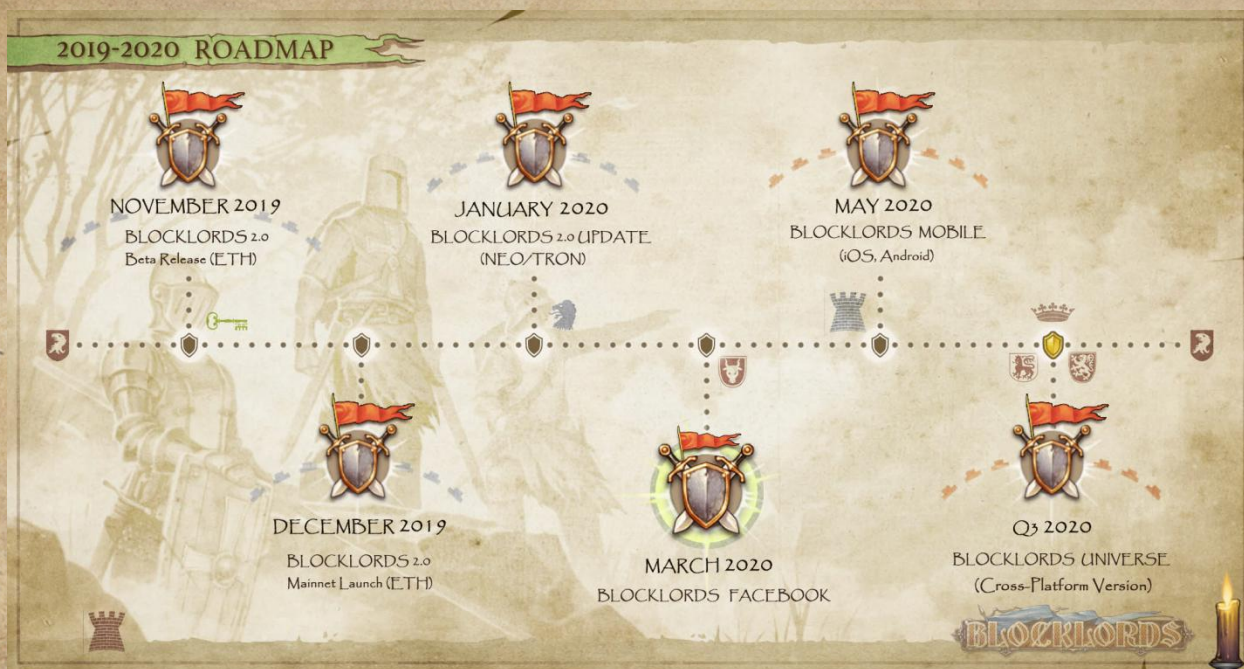 2019-2020 ROADMAP
NOVEMBER 2019
BLOCKLORDS 2.0
Beta Release (ETH)
JANUARY 2020
BLOCKLORDS 2.0 UPDATE
(NEO/TRON)
MAY 2020
BLOCKLORDS MOBILE
(iOS, Android)
DECEMBER 2019
BLOCKLORDS 2.0
Mainnet Launch (ETH)
MARCH 2020
BLOCKLORDS FACEBOOK
Q3 2020
BLOCKLORDS UNIVERSE
(Cross-Platform Version)
BLOCKLORDS